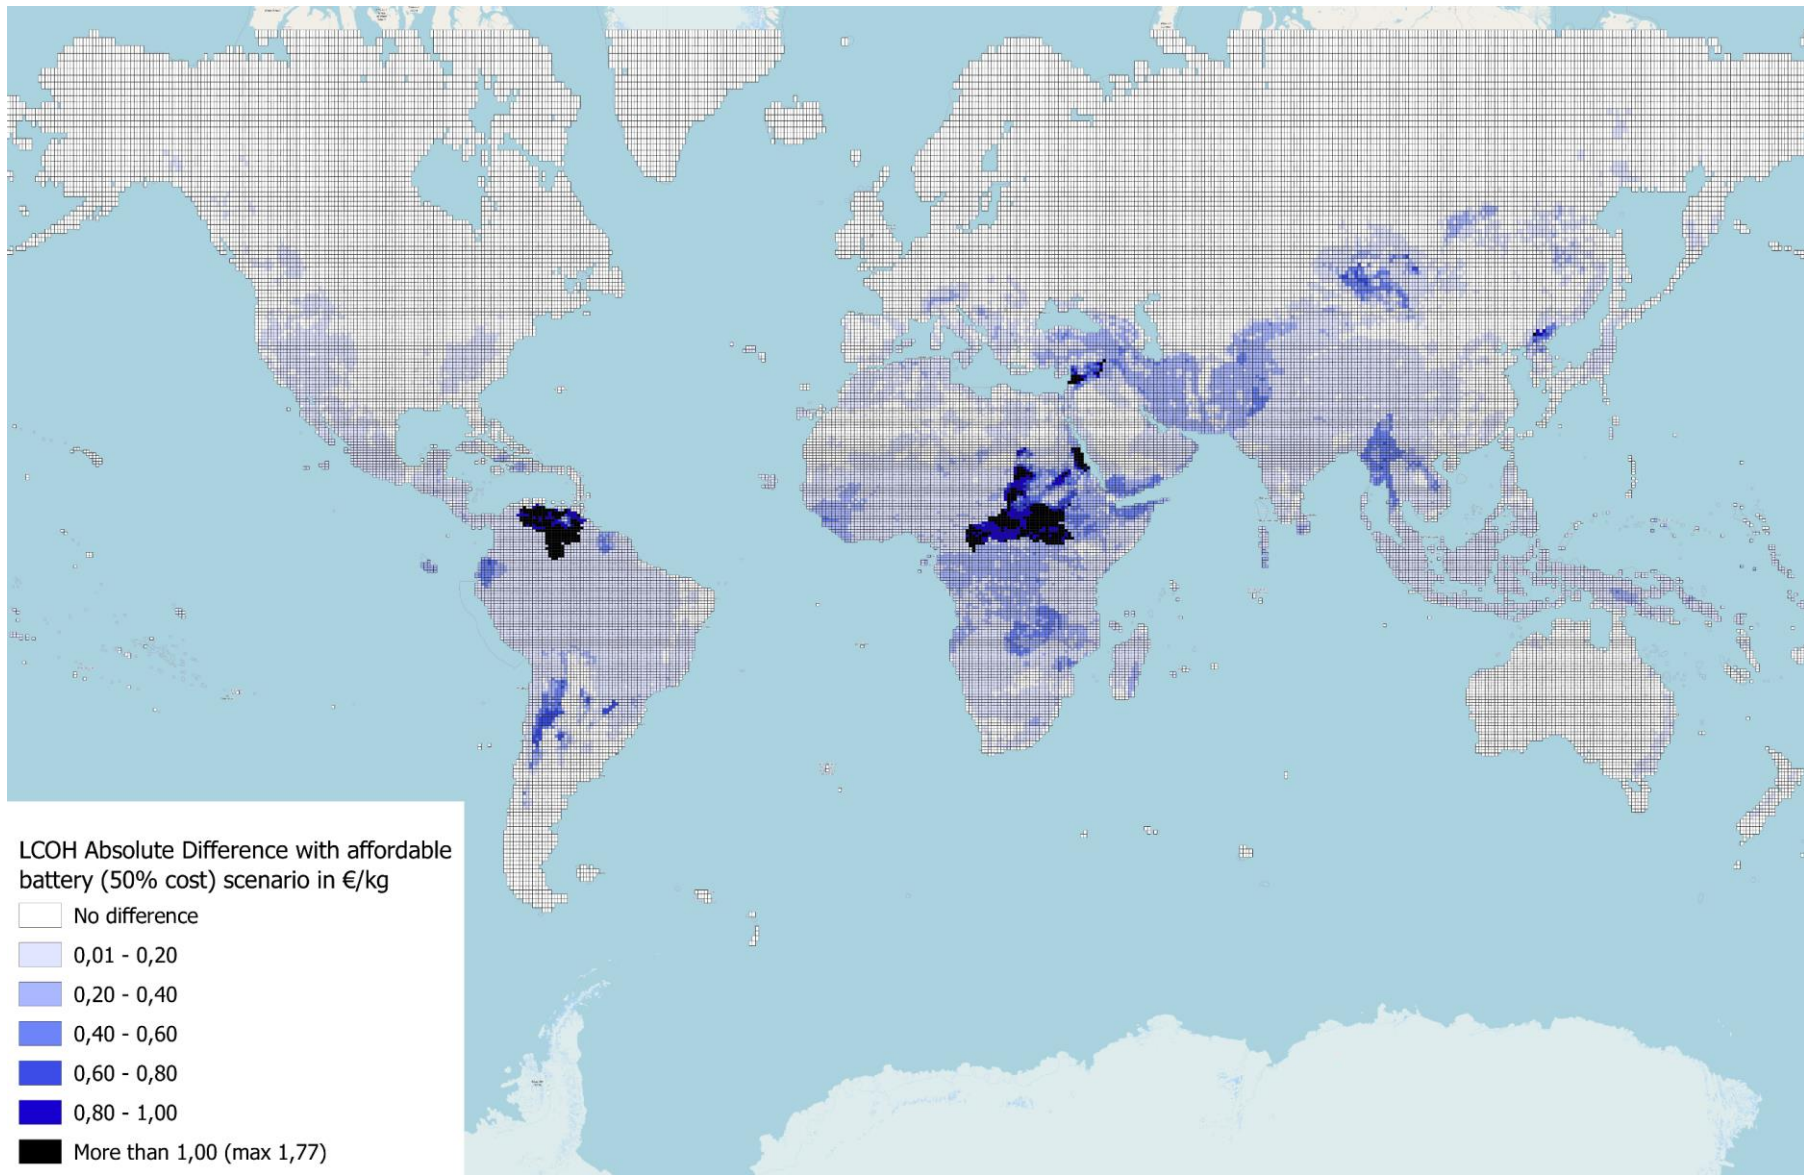 LCOH Absolute Difference with affordable
battery (50% cost) scenario in €/kg
No difference
0,01 - 0,20
0,20 - 0,40
0,40 - 0,60
0,60 - 0,80
0,80 - 1,00
More than 1,00 (max 1,77)